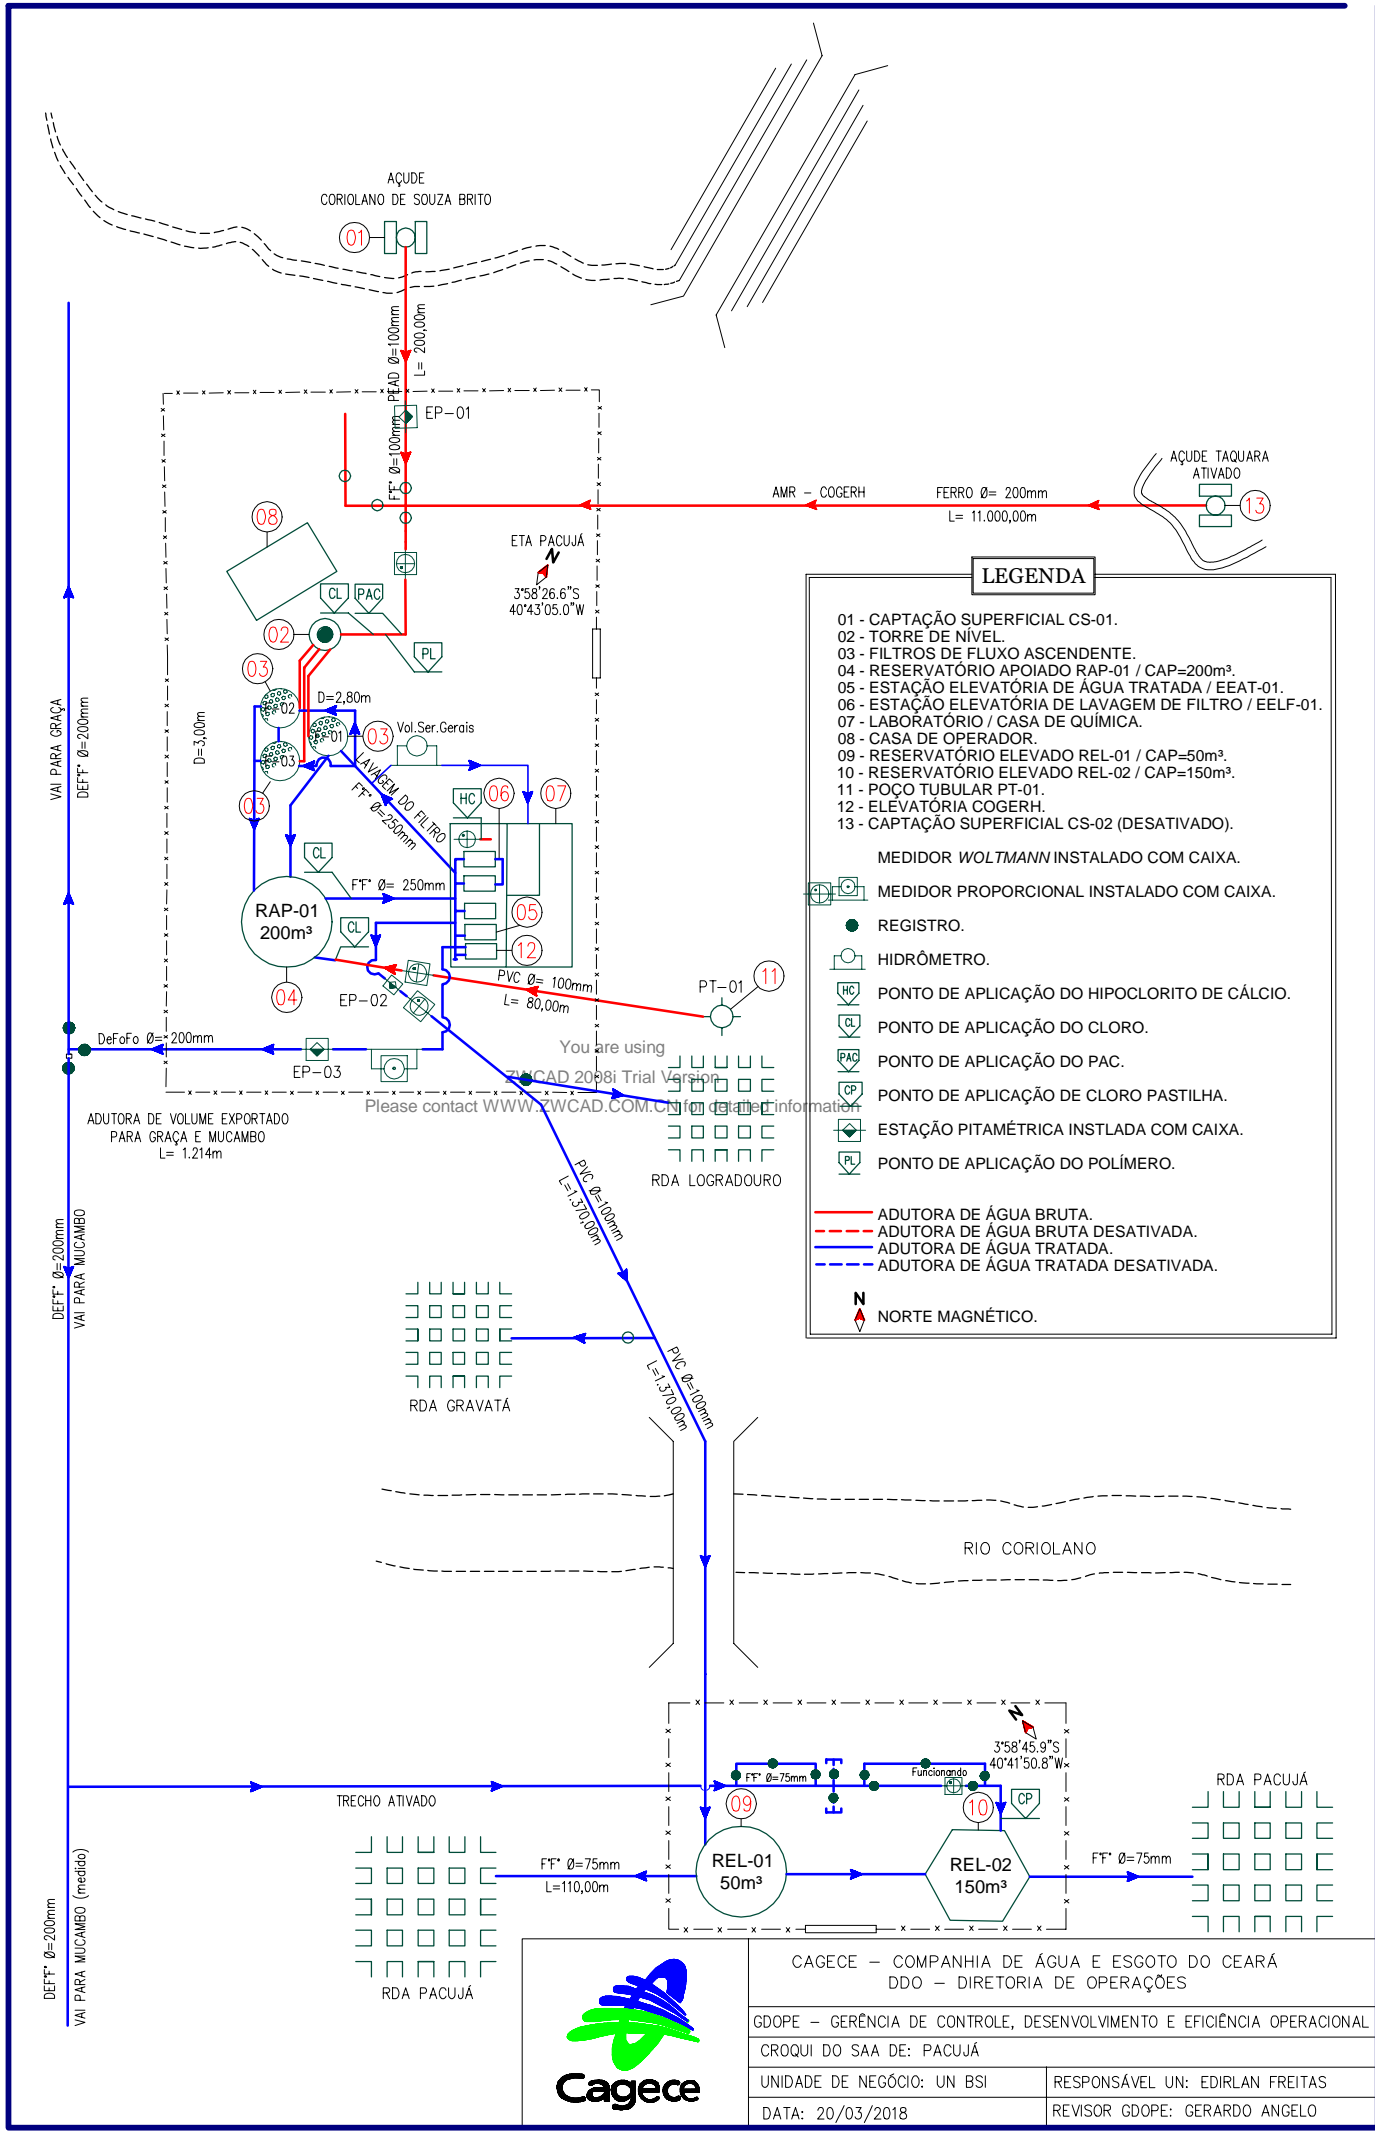 AÇUDE
CORIOLANO DE SOUZA BRITO
01
PEAD Ø=100mm
L= 200,00m
EP-01
F°F° Ø=100mm
AMR - COGERH
FERRO Ø= 200mm
L= 11.000,00m
AÇUDE TAQUARA
ATIVADO
13
08
ETA PACUJÁ
N
3°58'26.6"S
40°43'05.0"W
CL
PAC
PL
02
03
D=2,80m
D=3,00m
02
01
03
03
03
Vol.Ser.Gerais
LAVAGEM DO FILTRO
F°F° Ø=250mm
HC
06
07
CL
F°F° Ø= 250mm
RAP-01
200m³
CL
05
12
04
EP-02
PVC Ø= 100mm
L= 80,00m
PT-01
11
VAI PARA GRAÇA
DEF°F° Ø=200mm
DeFoFo Ø= 200mm
EP-03
ADUTORA DE VOLUME EXPORTADO
PARA GRAÇA E MUCAMBO
L= 1.214m
You are using
ZWCAD 2008i Trial Version
Please contact WWW.ZWCAD.COM.CN for detailed information
RDA LOGRADOURO
PVC Ø=100mm
L=1.370,00m
DEF°F° Ø=200mm
VAI PARA MUCAMBO
RDA GRAVATÁ
PVC Ø=100mm
L=1.370,00m
RIO CORIOLANO
LEGENDA
01 - CAPTAÇÃO SUPERFICIAL CS-01.
02 - TORRE DE NÍVEL.
03 - FILTROS DE FLUXO ASCENDENTE.
04 - RESERVATÓRIO APOIADO RAP-01 / CAP=200m³.
05 - ESTAÇÃO ELEVATÓRIA DE ÁGUA TRATADA / EEAT-01.
06 - ESTAÇÃO ELEVATÓRIA DE LAVAGEM DE FILTRO / EELF-01.
07 - LABORATÓRIO / CASA DE QUÍMICA.
08 - CASA DE OPERADOR.
09 - RESERVATÓRIO ELEVADO REL-01 / CAP=50m³.
10 - RESERVATÓRIO ELEVADO REL-02 / CAP=150m³.
11 - POÇO TUBULAR PT-01.
12 - ELEVATÓRIA COGERH.
13 - CAPTAÇÃO SUPERFICIAL CS-02 (DESATIVADO).
MEDIDOR WOLTMANN INSTALADO COM CAIXA.
MEDIDOR PROPORCIONAL INSTALADO COM CAIXA.
REGISTRO.
HIDRÔMETRO.
HC PONTO DE APLICAÇÃO DO HIPOCLORITO DE CÁLCIO.
CL PONTO DE APLICAÇÃO DO CLORO.
PAC PONTO DE APLICAÇÃO DO PAC.
CP PONTO DE APLICAÇÃO DE CLORO PASTILHA.
ESTAÇÃO PITAMÉTRICA INSTLADA COM CAIXA.
PL PONTO DE APLICAÇÃO DO POLÍMERO.
ADUTORA DE ÁGUA BRUTA.
ADUTORA DE ÁGUA BRUTA DESATIVADA.
ADUTORA DE ÁGUA TRATADA.
ADUTORA DE ÁGUA TRATADA DESATIVADA.
N
NORTE MAGNÉTICO.
N
3°58'45.9"S
40°41'50.8"W
F°F° Ø=75mm
Funcionando
TRECHO ATIVADO
09
10
CP
REL-01
50m³
REL-02
150m³
RDA PACUJÁ
F°F° Ø=75mm
L=110,00m
F°F° Ø=75mm
RDA PACUJÁ
DEF°F° Ø=200mm
VAI PARA MUCAMBO (medido)
Cagece
CAGECE - COMPANHIA DE ÁGUA E ESGOTO DO CEARÁ
DDO - DIRETORIA DE OPERAÇÕES
GDOPE - GERÊNCIA DE CONTROLE, DESENVOLVIMENTO E EFICIÊNCIA OPERACIONAL
CROQUI DO SAA DE: PACUJÁ
UNIDADE DE NEGÓCIO: UN BSI
RESPONSÁVEL UN: EDIRLAN FREITAS
DATA: 20/03/2018
REVISOR GDOPE: GERARDO ANGELO